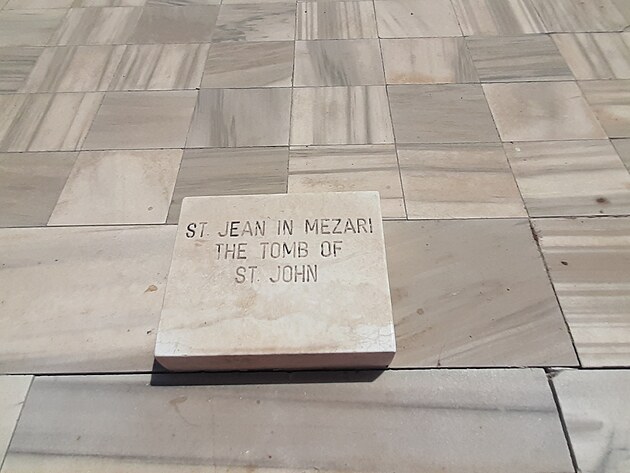 ST. JEAN IN MEZARI
THE TOMB OF
ST. JOHN